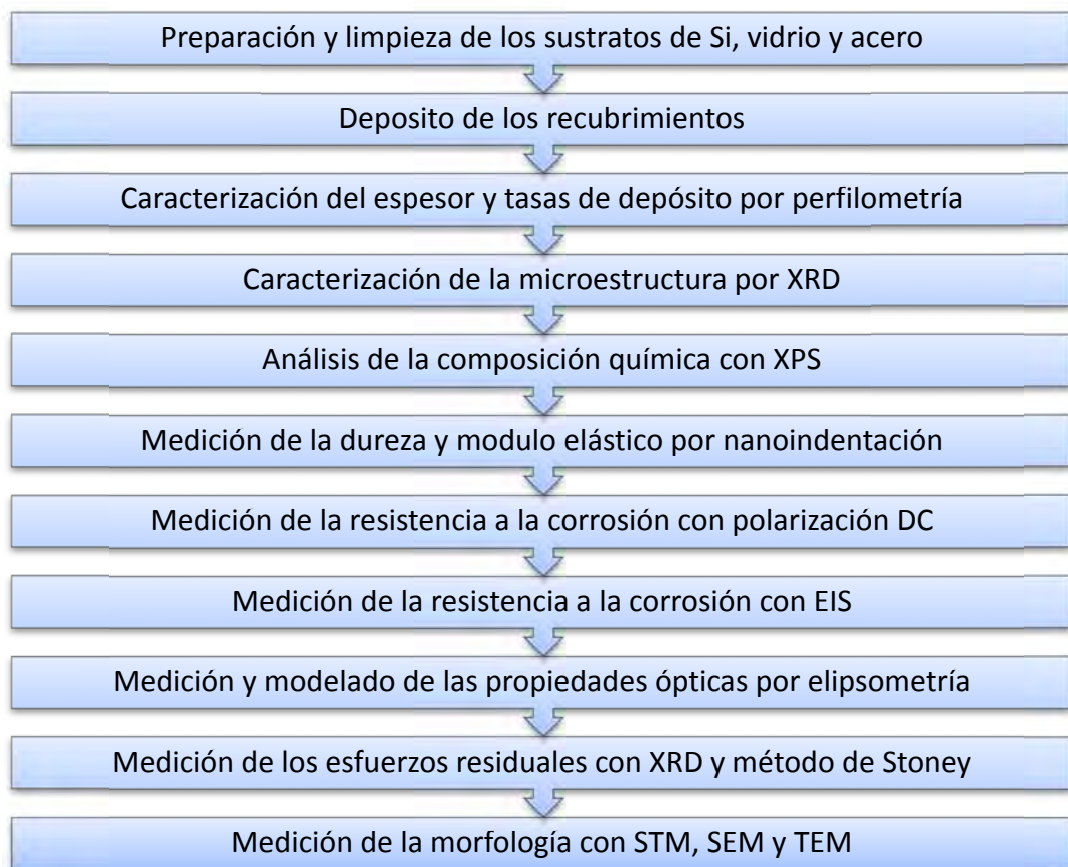 Preparación y limpieza de los sustratos de Si, vidrio y acero
Deposito de los recubrimientos
Caracterización del espesor y tasas de depósito por perfilometría
Caracterización de la microestructura por XRD
Análisis de la composición química con XPS
Medición de la dureza y modulo elástico por nanoindentación
Medición de la resistencia a la corrosión con polarización DC
Medición de la resistencia a la corrosión con EIS
Medición y modelado de las propiedades ópticas por elipsometría
Medición de los esfuerzos residuales con XRD y método de Stoney
Medición de la morfología con STM, SEM y TEM